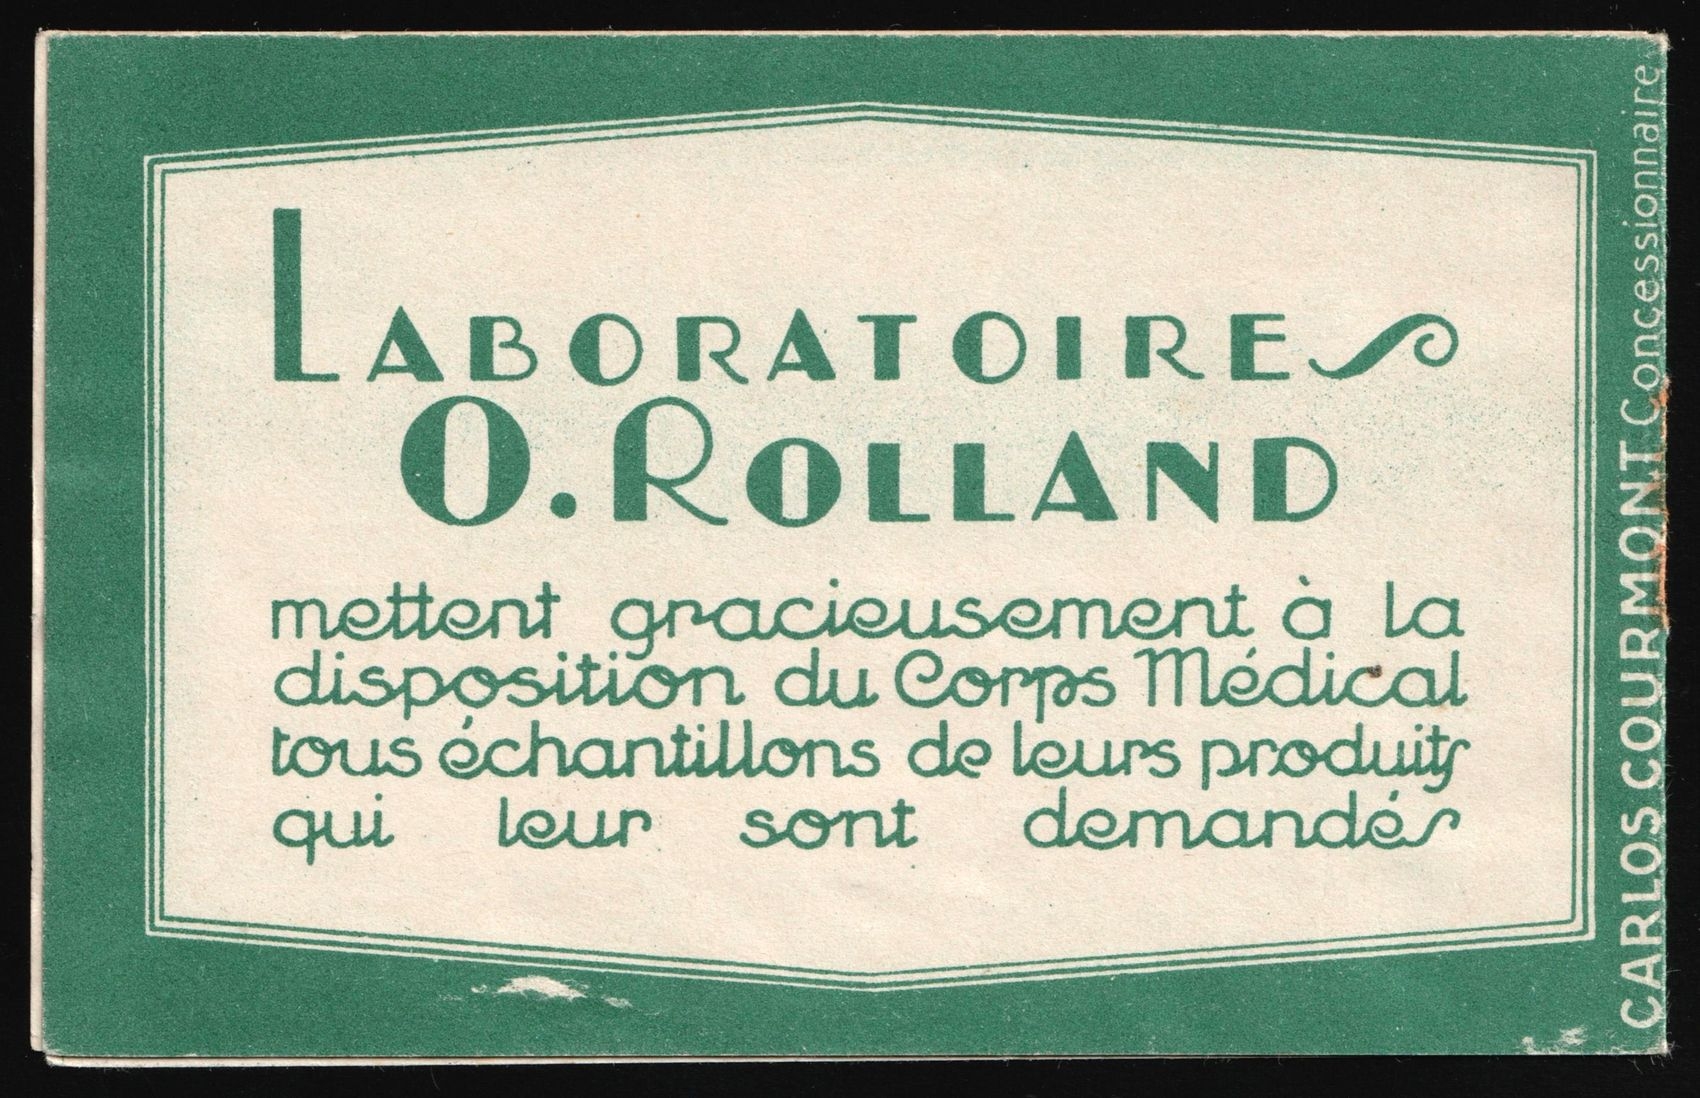 LABORATOIRES
O. ROLLAND
mettent gracieusement à la
disposition du Corps Médical
tous échantillons de leurs produits
qui leur sont demandés
CARLOS COURMONT Concessionnaire